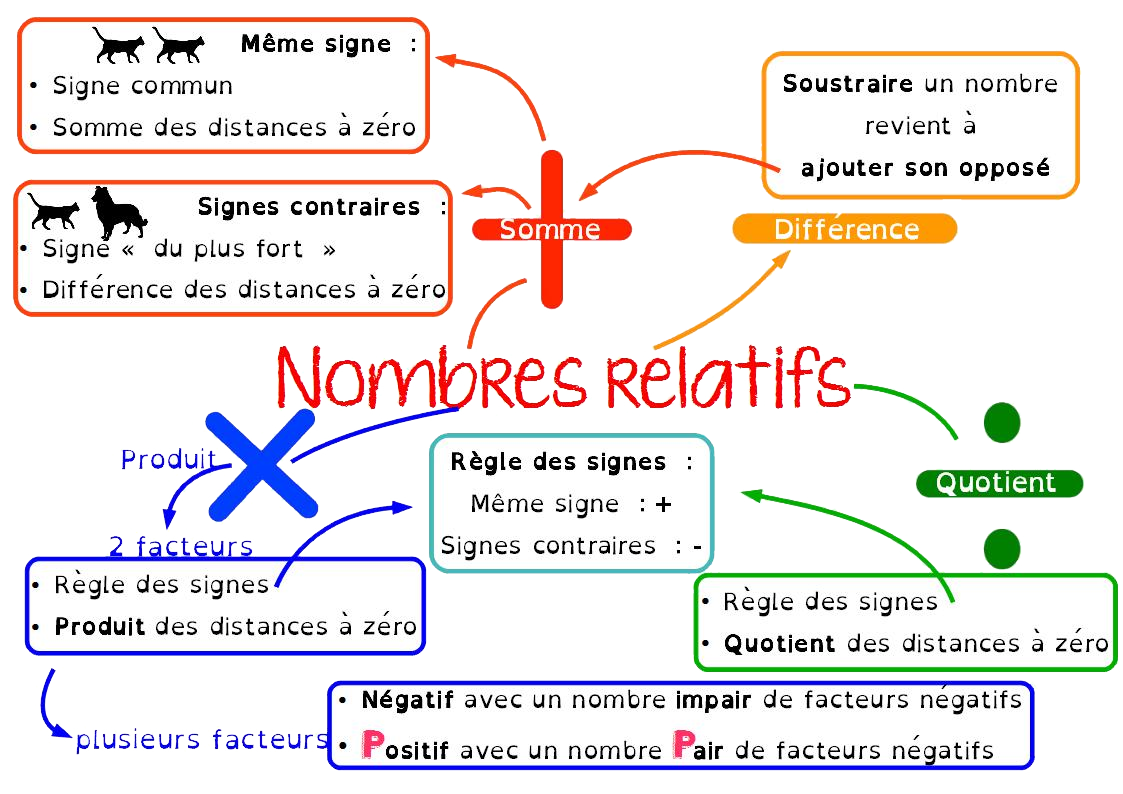 Même signe :
• Signe commun
• Somme des distances à zéro
Soustraire un nombre
revient à
ajouter son opposé
Signes contraires :
• Signe « du plus fort »
• Différence des distances à zéro
Somme
Différence
Nombres Relatifs
Produit
2 facteurs
• Règle des signes
• Produit des distances à zéro
Règle des signes :
Même signe : +
Signes contraires : -
Quotient
• Règle des signes
• Quotient des distances à zéro
plusieurs facteurs
• Négatif avec un nombre impair de facteurs négatifs
• Positif avec un nombre Pair de facteurs négatifs